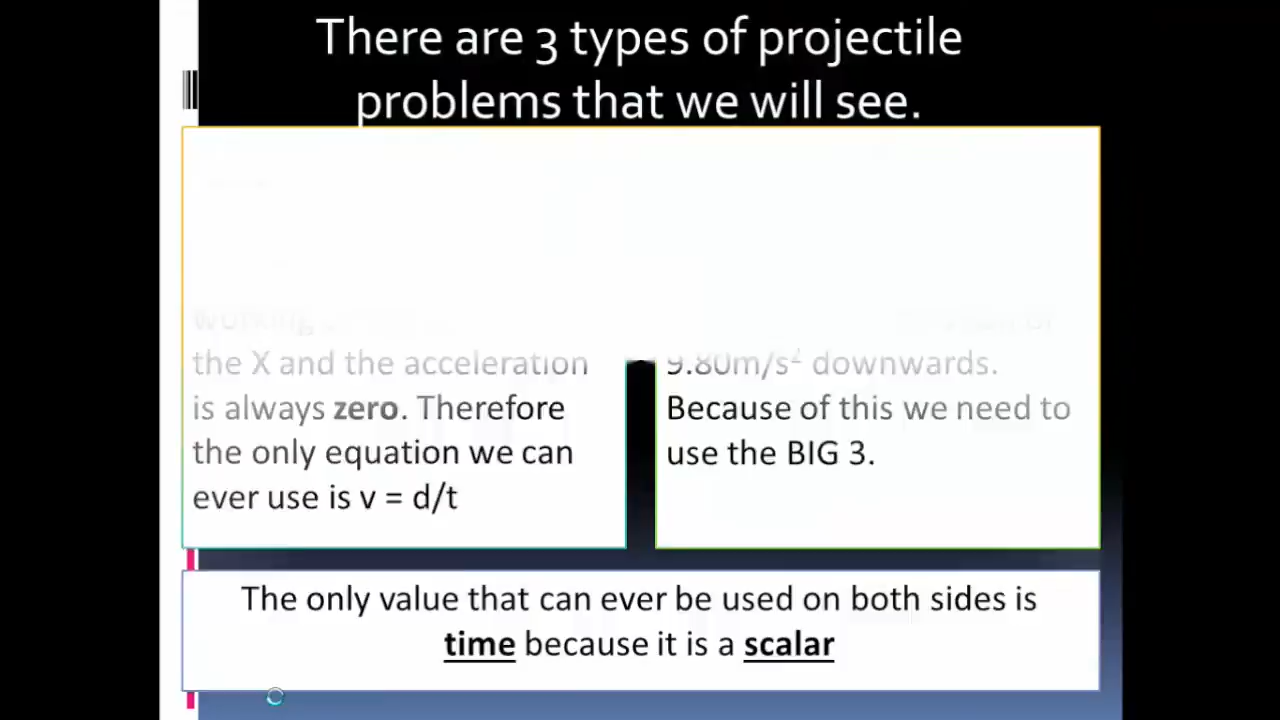 There are 3 types of projectile
problems that we will see.
working
the X and the acceleration
is always zero. Therefore
the only equation we can
ever use is v = d/t
9.80m/s² downwards.
Because of this we need to
use the BIG 3.
The only value that can ever be used on both sides is
time because it is a scalar